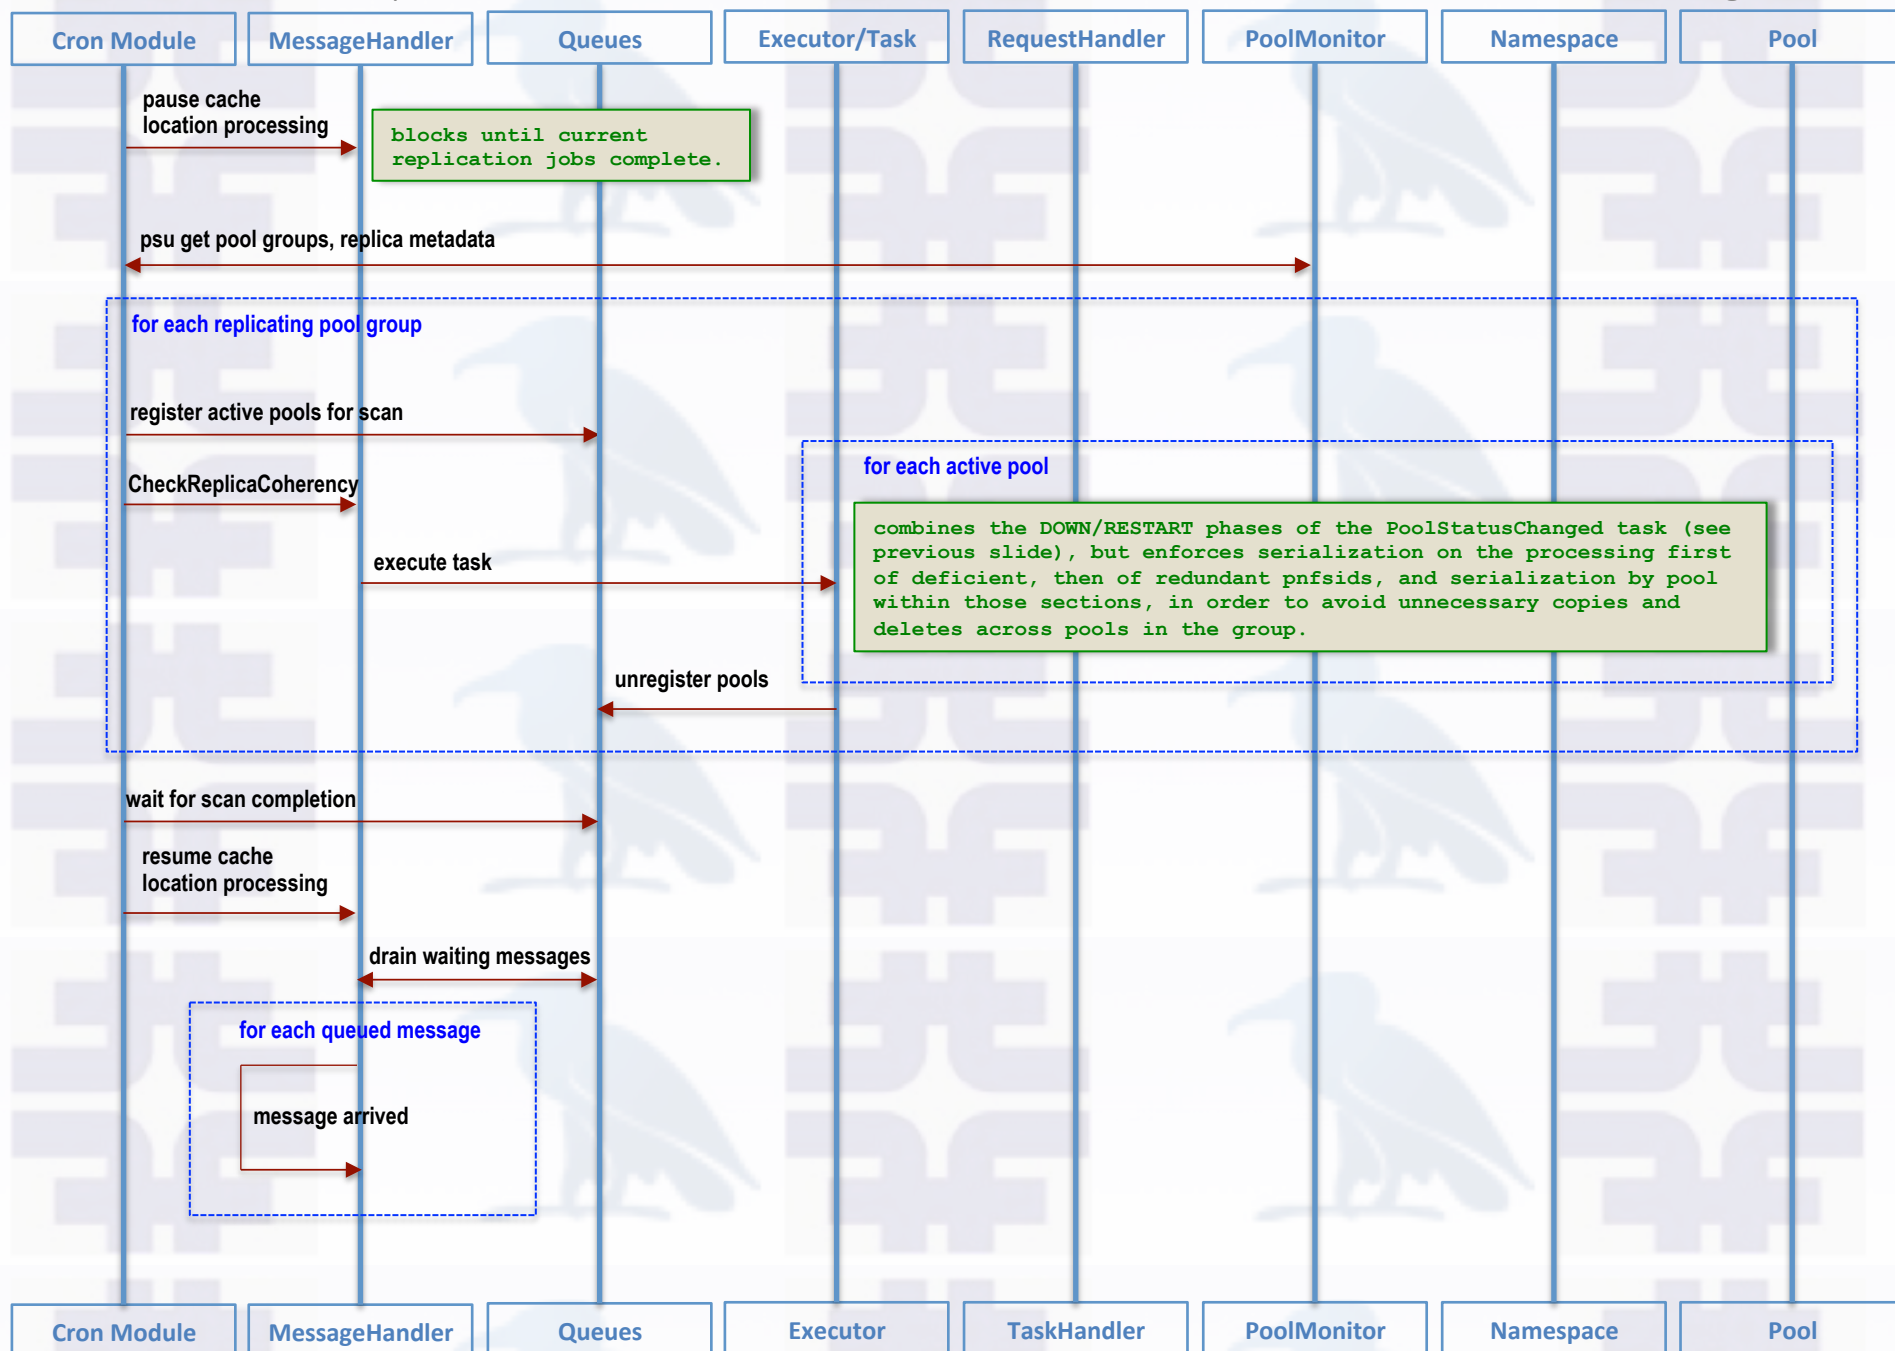 Cron Module
MessageHandler
Queues
Executor/Task
RequestHandler
PoolMonitor
Namespace
Pool
pause cache
location processing
blocks until current
replication jobs complete.
psu get pool groups, replica metadata
for each replicating pool group
register active pools for scan
for each active pool
CheckReplicaCoherency
combines the DOWN/RESTART phases of the PoolStatusChanged task (see
previous slide), but enforces serialization on the processing first
of deficient, then of redundant pnfsids, and serialization by pool
within those sections, in order to avoid unnecessary copies and
deletes across pools in the group.
execute task
unregister pools
wait for scan completion
resume cache
location processing
drain waiting messages
for each queued message
message arrived
Cron Module
MessageHandler
Queues
Executor
TaskHandler
PoolMonitor
Namespace
Pool